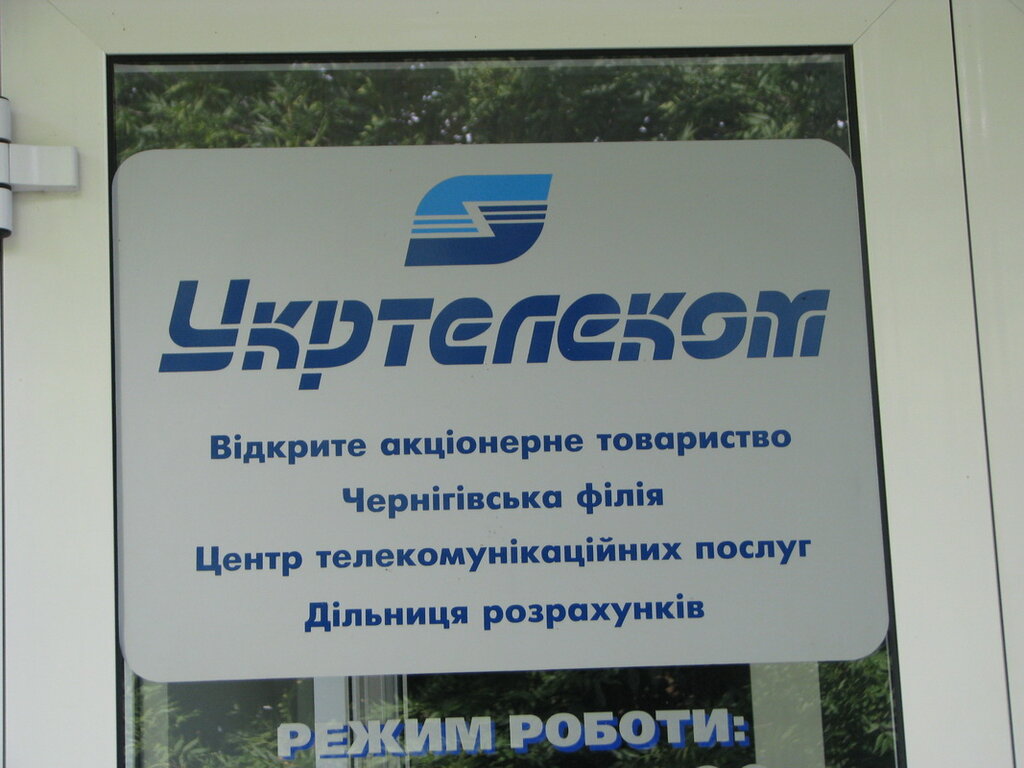 Укртелеком
Відкрите акціонерне товариство
Чернігівська філія
Центр телекомунікаційних послуг
Дільниця розрахунків
РЕЖИМ РОБОТИ: